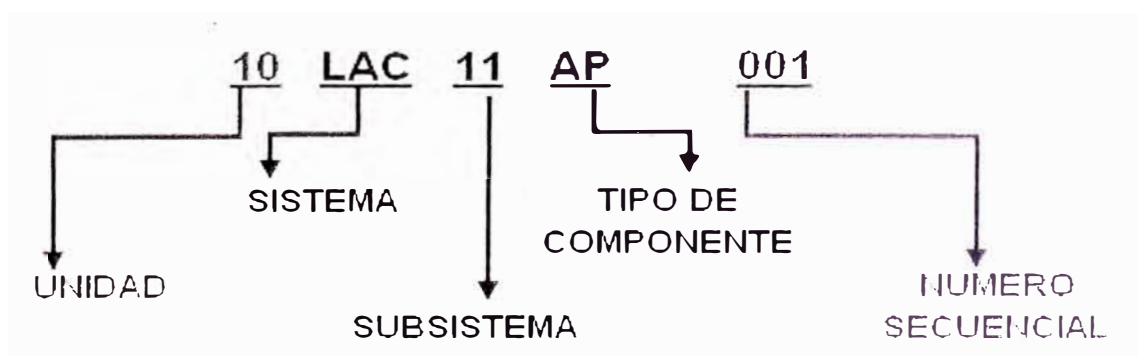 10 LAC 11 AP 001
SISTEMA
TIPO DE
COMPONENTE
UNIDAD
NUMERO
SUBSISTEMA
SECUENCIAL